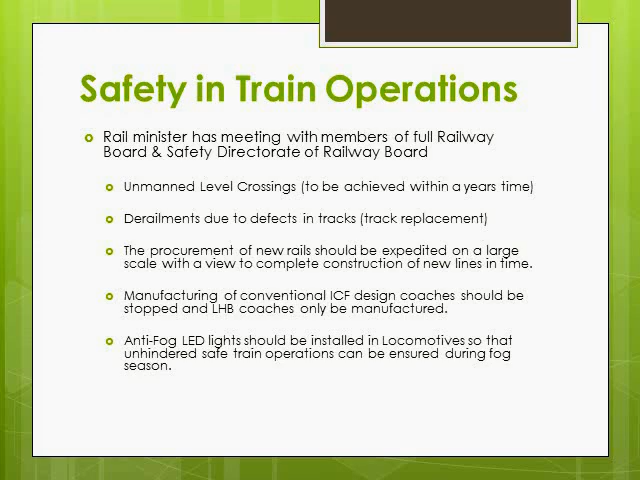 Safety in Train Operations
Rail minister has meeting with members of full Railway
Board & Safety Directorate of Railway Board
Unmanned Level Crossings (to be achieved within a years time)
Derailments due to defects in tracks (track replacement)
The procurement of new rails should be expedited on a large
scale with a view to complete construction of new lines in time.
Manufacturing of conventional ICF design coaches should be
stopped and LHB coaches only be manufactured.
Anti-Fog LED lights should be installed in Locomotives so that
unhindered safe train operations can be ensured during fog
season.